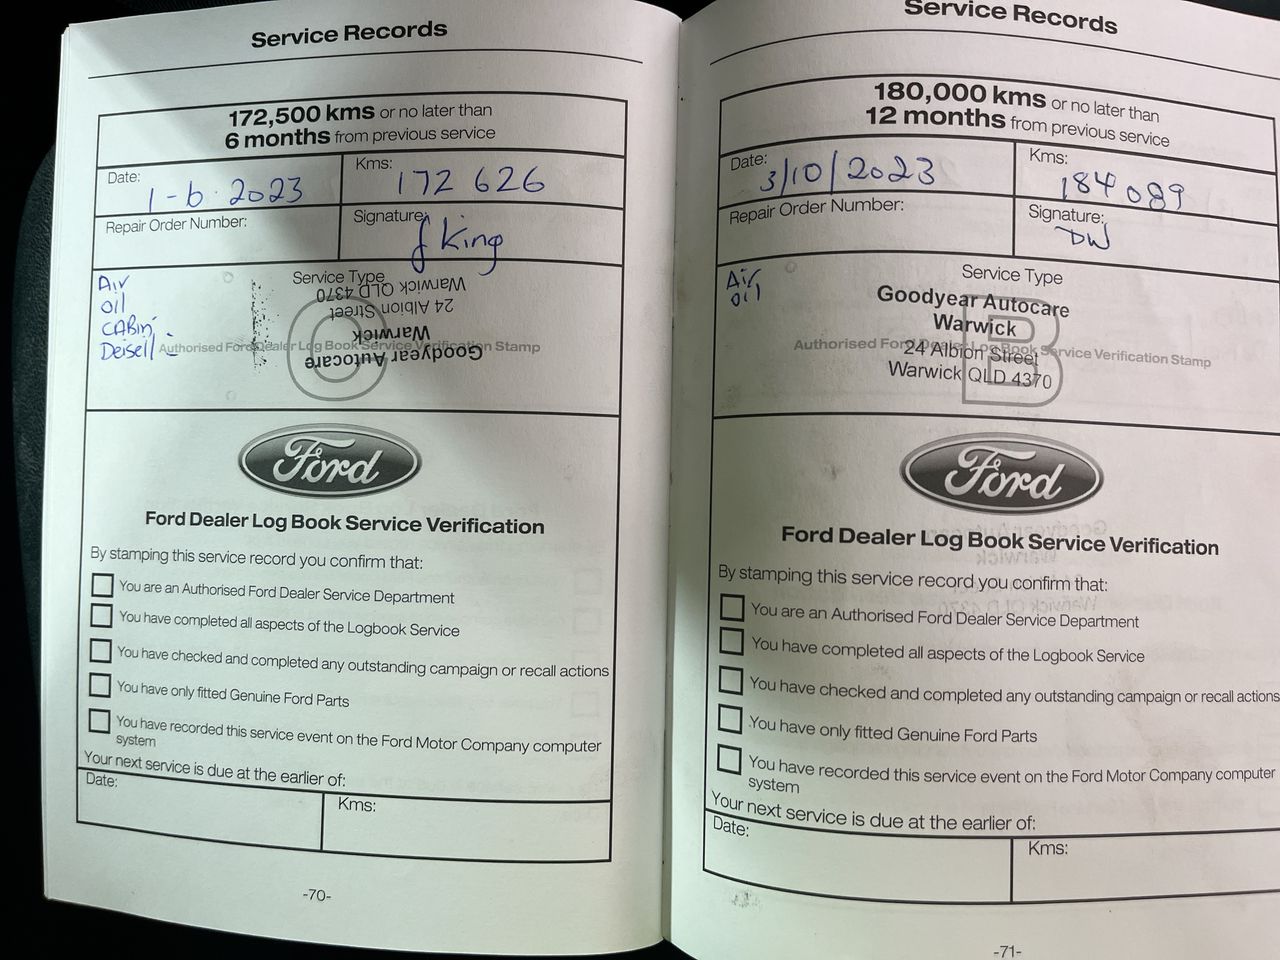 Service Records
172,500 kms or no later than
6 months from previous service
Date: 1-6.2023
Kms: 172 626
Repair Order Number:
Signature: J King
Service Type
Air
oil
CABin
Deisell
C
Goodyear Autocare
Warwick
24 Albion Street
Warwick QLD 4370
Authorised Ford Dealer Log Book Service Verification Stamp
Ford
Ford Dealer Log Book Service Verification
By stamping this service record you confirm that:
You are an Authorised Ford Dealer Service Department
You have completed all aspects of the Logbook Service
You have checked and completed any outstanding campaign or recall actions
You have only fitted Genuine Ford Parts
You have recorded this service event on the Ford Motor Company computer
system
Your next service is due at the earlier of:
Date:
Kms:
-70-
Service Records
180,000 kms or no later than
12 months from previous service
Date: 3/10/2023
Kms: 184 089
Repair Order Number:
Signature: DW
Service Type
Air
oil
B
Goodyear Autocare
Warwick
24 Albion Street
Warwick QLD 4370
Authorised Ford Dealer Log Book Service Verification Stamp
Ford
Ford Dealer Log Book Service Verification
By stamping this service record you confirm that:
You are an Authorised Ford Dealer Service Department
You have completed all aspects of the Logbook Service
You have checked and completed any outstanding campaign or recall actions
You have only fitted Genuine Ford Parts
You have recorded this service event on the Ford Motor Company computer
system
Your next service is due at the earlier of:
Date:
Kms:
-71-